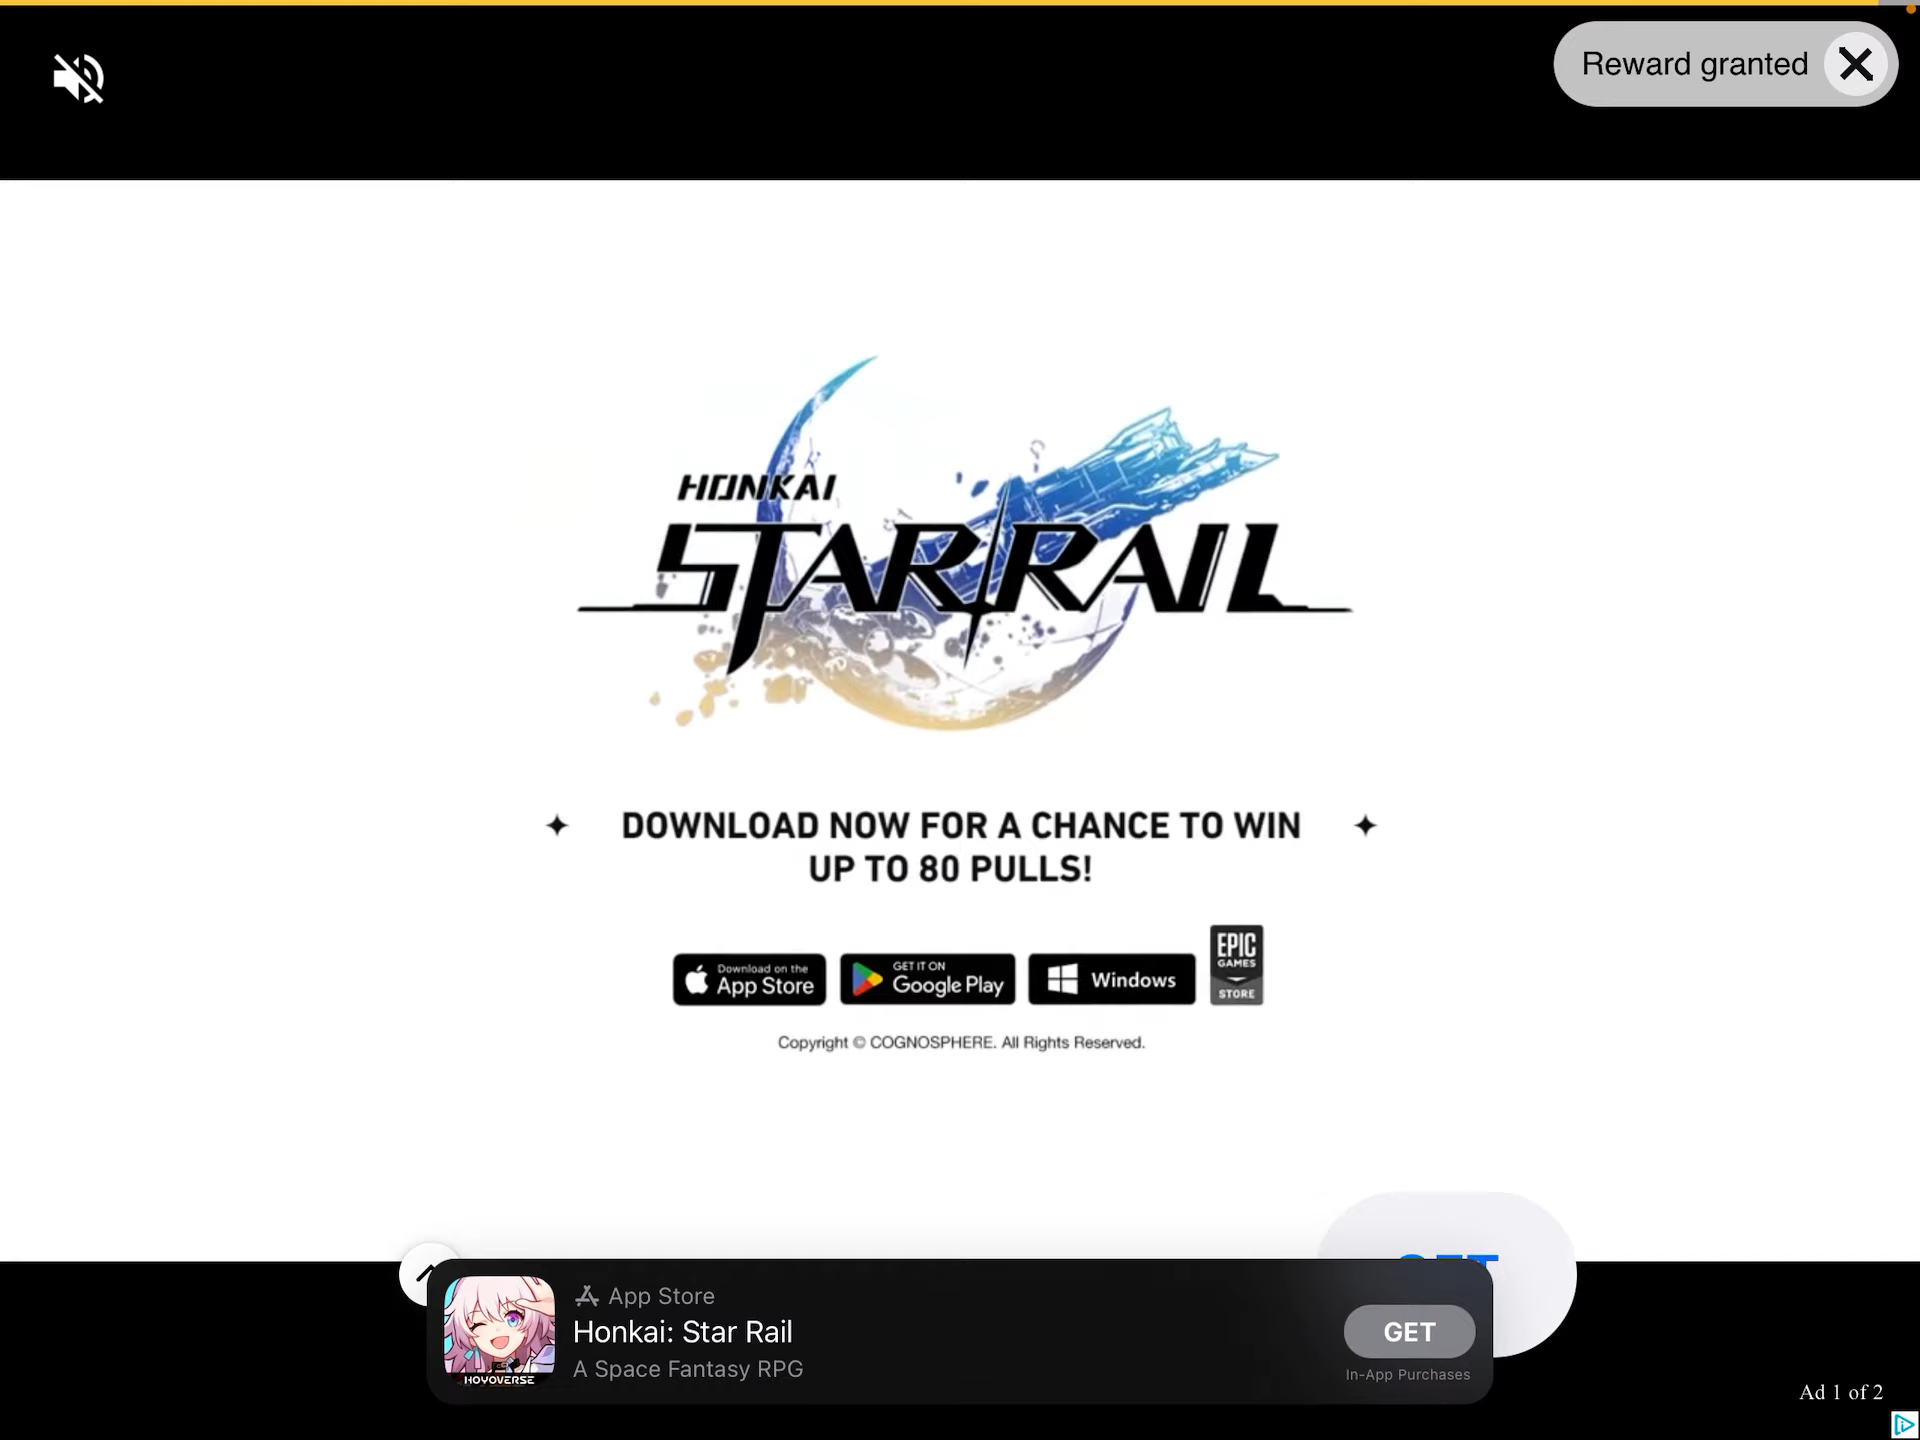 Reward granted
HONKAI
STAR RAIL
DOWNLOAD NOW FOR A CHANCE TO WIN
UP TO 80 PULLS!
Download on the
App Store
GET IT ON
Google Play
Windows
EPIC
GAMES
STORE
Copyright © COGNOSPHERE. All Rights Reserved.
GET
App Store
Honkai: Star Rail
A Space Fantasy RPG
HOYOVERSE
GET
In-App Purchases
Ad 1 of 2